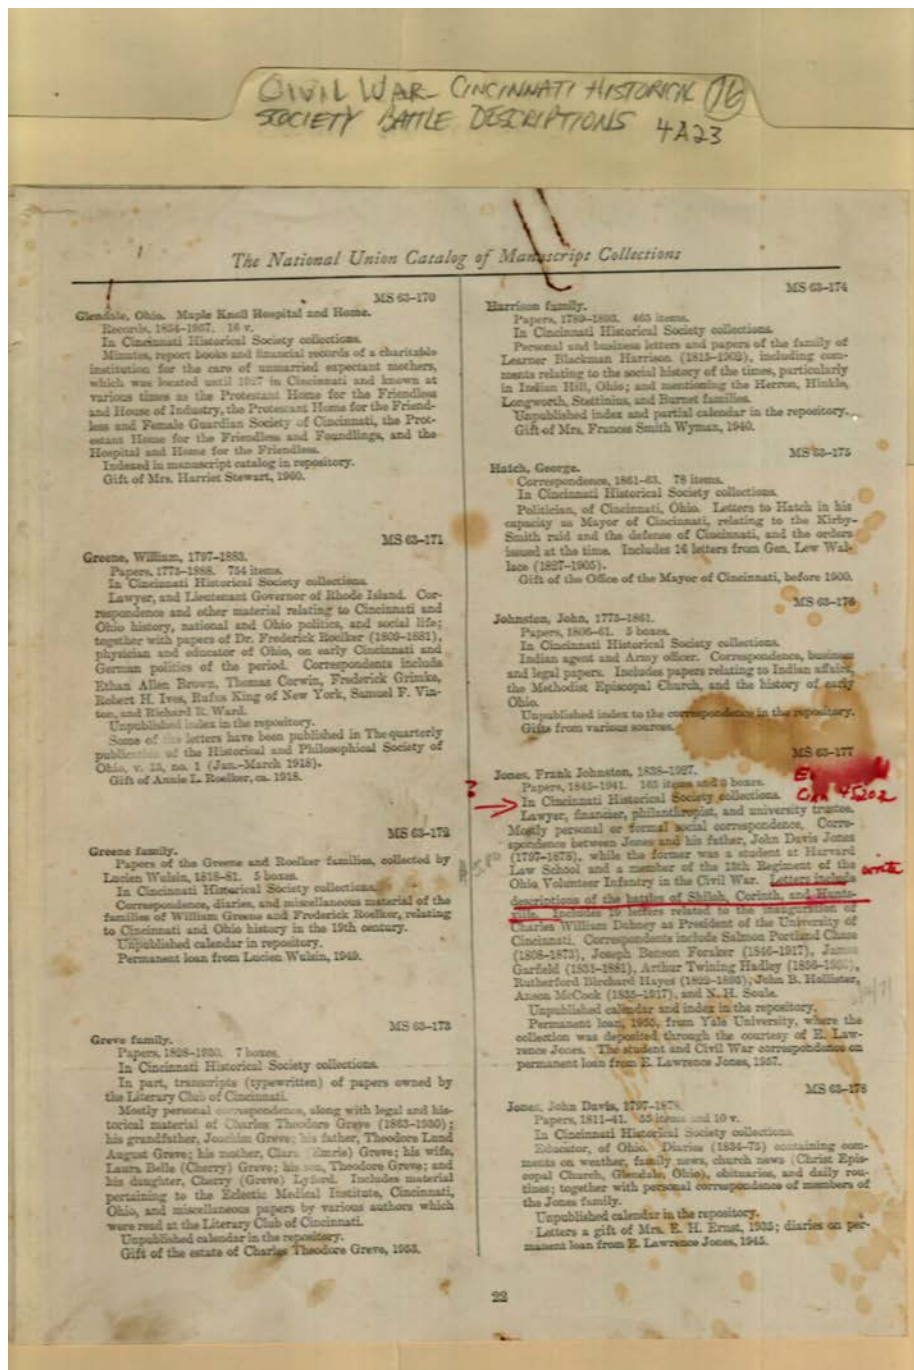 CIVIL WAR CINCINNATI HISTORICAL 16
SOCIETY BATTLE DESCRIPTIONS 4A23
The National Union Catalog of Manuscript Collections
MS 63-170
Glendale, Ohio. Maple Knoll Hospital and Home.
Records, 1854-1957. 16 v.
In Cincinnati Historical Society collections.
Minutes, report books and financial records of a charitable
institution for the care of unmarried expectant mothers,
which was located until 1927 in Cincinnati and known at
various times as the Protestant Home for the Friendless
and House of Industry, the Protestant Home for the Friend-
less and Female Guardian Society of Cincinnati, the Prot-
estant Home for the Friendless and Foundlings, and the
Hospital and Home for the Friendless.
Indexed in manuscript catalog in repository.
Gift of Mrs. Harriet Stewart, 1960.
MS 63-171
Greene, William, 1797-1883.
Papers, 1775-1888. 754 items.
In Cincinnati Historical Society collections.
Lawyer, and Lieutenant Governor of Rhode Island. Cor-
respondence and other material relating to Cincinnati and
Ohio history, national and Ohio politics, and social life;
together with papers of Dr. Frederick Roelker (1809-1881),
physician and educator of Ohio, on early Cincinnati and
German politics of the period. Correspondents include
Ethan Allen Brown, Thomas Corwin, Frederick Grimke,
Robert H. Ives, Rufus King of New York, Samuel F. Vin-
ton, and Richard R. Ward.
Unpublished index in the repository.
Some of the letters have been published in The quarterly
publication of the Historical and Philosophical Society of
Ohio, v. 13, no. 1 (Jan.-March 1918).
Gift of Annie L. Roelker, ca. 1918.
MS 63-172
Greene family.
Papers of the Greene and Roelker families, collected by
Lucien Wulsin, 1818-81. 5 boxes.
In Cincinnati Historical Society collections.
Correspondence, diaries, and miscellaneous material of the
families of William Greene and Frederick Roelker, relating
to Cincinnati and Ohio history in the 19th century.
Unpublished calendar in repository.
Permanent loan from Lucien Wulsin, 1949.
MS 63-173
Greve family.
Papers, 1828-1930. 7 boxes.
In Cincinnati Historical Society collections.
In part, transcripts (typewritten) of papers owned by
the Literary Club of Cincinnati.
Mostly personal correspondence, along with legal and his-
torical material of Charles Theodore Greve (1863-1930);
his grandfather, Joachim Greve; his father, Theodore Lund
August Greve; his mother, Clara (Emrie) Greve; his wife,
Laura Belle (Cherry) Greve; his son, Theodore Greve; and
his daughter, Cherry (Greve) Lyford. Includes material
pertaining to the Eclectic Medical Institute, Cincinnati,
Ohio, and miscellaneous papers by various authors which
were read at the Literary Club of Cincinnati.
Unpublished calendar in the repository.
Gift of the estate of Charles Theodore Greve, 1953.
MS 63-174
Harrison family.
Papers, 1789-1893. 465 items.
In Cincinnati Historical Society collections.
Personal and business letters and papers of the family of
Learner Blackman Harrison (1815-1902), including com-
ments relating to the social history of the times, particularly
in Indian Hill, Ohio; and mentioning the Herron, Hinkle,
Longworth, Stettinius, and Burnet families.
Unpublished index and partial calendar in the repository.
Gift of Mrs. Frances Smith Wyman, 1940.
MS 63-175
Hatch, George.
Correspondence, 1861-63. 78 items.
In Cincinnati Historical Society collections.
Politician, of Cincinnati, Ohio. Letters to Hatch in his
capacity as Mayor of Cincinnati, relating to the Kirby-
Smith raid and the defense of Cincinnati, and the orders
issued at the time. Includes 16 letters from Gen. Lew Wal-
lace (1827-1905).
Gift of the Office of the Mayor of Cincinnati, before 1900.
MS 63-176
Johnston, John, 1775-1861.
Papers, 1806-61. 5 boxes.
In Cincinnati Historical Society collections.
Indian agent and Army officer. Correspondence, business
and legal papers. Includes papers relating to Indian affairs,
the Methodist Episcopal Church, and the history of early
Ohio.
Unpublished index to the correspondence in the repository.
Gifts from various sources.
MS 63-177
Jones, Frank Johnston, 1838-1927.
Papers, 1845-1941. 165 items and 3 boxes.
Cin 45202
?
In Cincinnati Historical Society collections.
Lawyer, financier, philanthropist, and university trustee.
Mostly personal or formal social correspondence. Corre-
spondence between Jones and his father, John Davis Jones
(1797-1878), while the former was a student at Harvard
Law School and a member of the 13th Regiment of the
Ohio Volunteer Infantry in the Civil War. Letters include write
descriptions of the battles of Shiloh, Corinth, and Hunts-
ville. Includes 19 letters related to the inauguration of
Charles William Dabney as President of the University of
Cincinnati. Correspondents include Salmon Portland Chase
(1808-1873), Joseph Benson Foraker (1846-1917), James
Garfield (1831-1881), Arthur Twining Hadley (1856-1930),
Rutherford Birchard Hayes (1822-1893), John B. Hollister,
Anson McCook (1835-1917), and N. H. Soule.
Unpublished calendar and index in the repository.
Permanent loan, 1955, from Yale University, where the
collection was deposited through the courtesy of E. Law-
rence Jones. The student and Civil War correspondence on
permanent loan from E. Lawrence Jones, 1957.
MS 63-178
Jones, John Davis, 1797-1878.
Papers, 1811-41. 55 items and 10 v.
In Cincinnati Historical Society collections.
Educator, of Ohio. Diaries (1834-75) containing com-
ments on weather, family news, church news (Christ Epis-
copal Church, Glendale, Ohio), obituaries, and daily rou-
tines; together with personal correspondence of members of
the Jones family.
Unpublished calendar in the repository.
Letters a gift of Mrs. E. H. Ernst, 1935; diaries on per-
manent loan from E. Lawrence Jones, 1945.
22